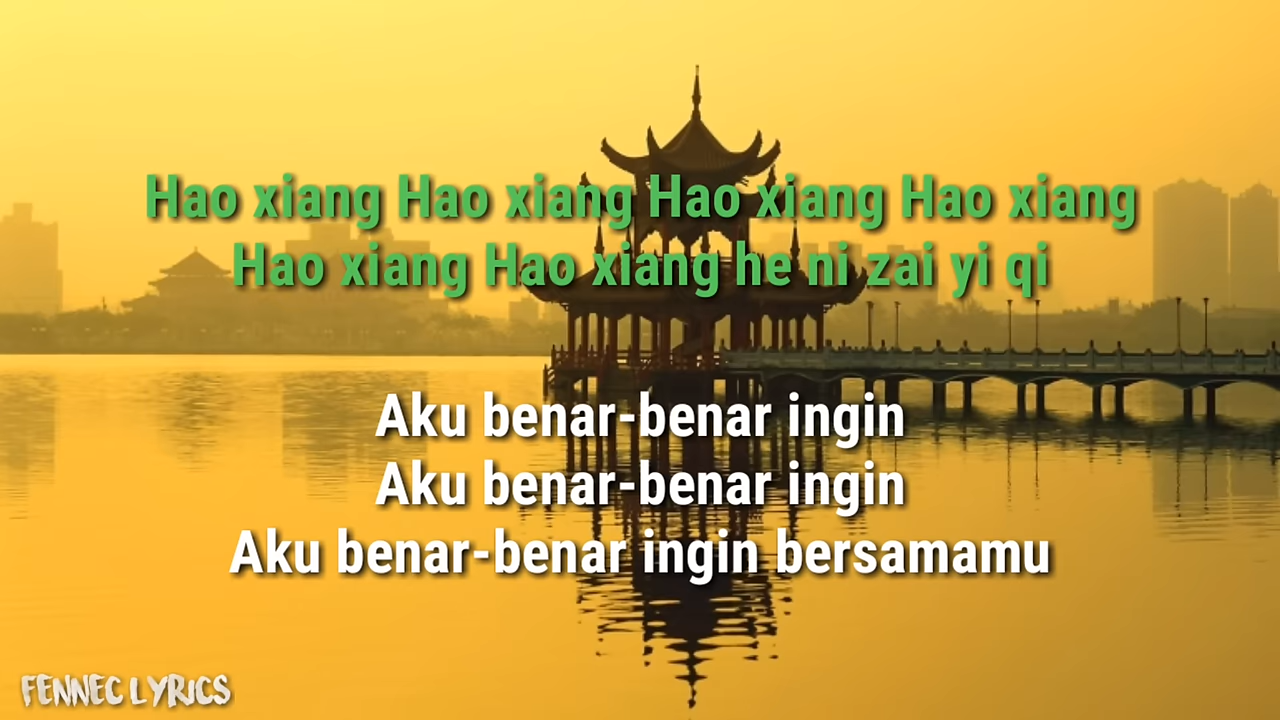 Hao xiang Hao xiang Hao xiang Hao xiang
Hao xiang Hao xiang he ni zai yi qi
Aku benar-benar ingin
Aku benar-benar ingin
Aku benar-benar ingin bersamamu
FENNEC LYRICS